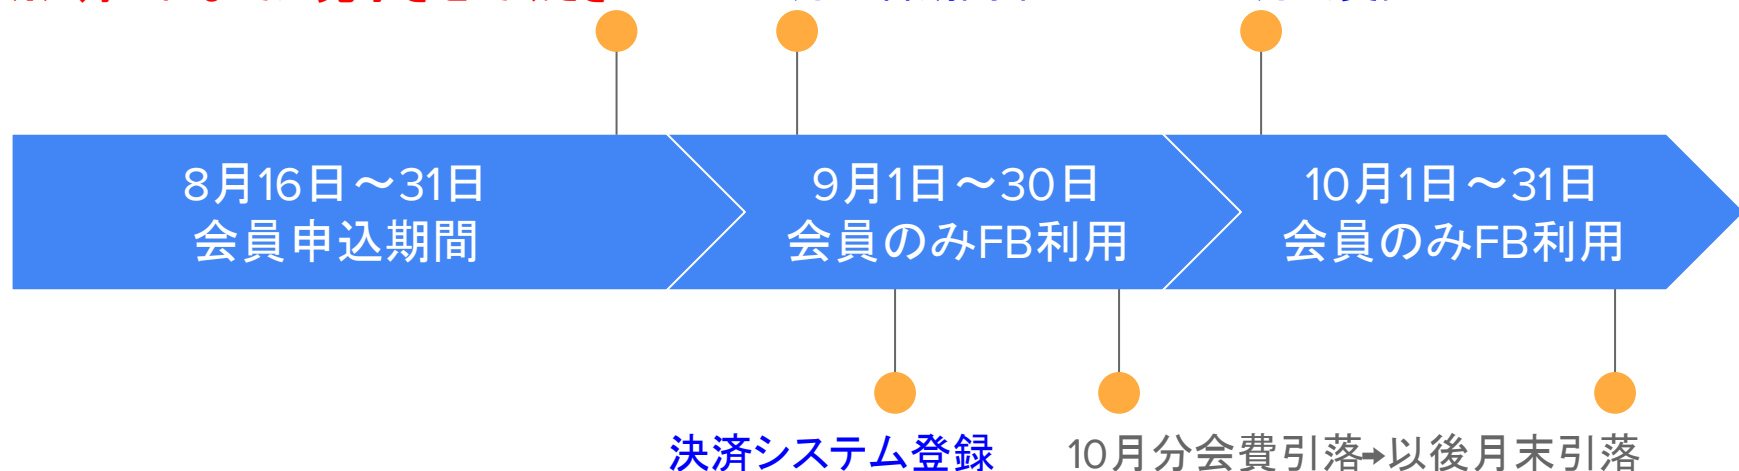 8月16日～31日
会員申込期間
9月1日～30日
会員のみFB利用
10月1日～31日
会員のみFB利用
決済システム登録
10月分会費引落➡以後月末引落